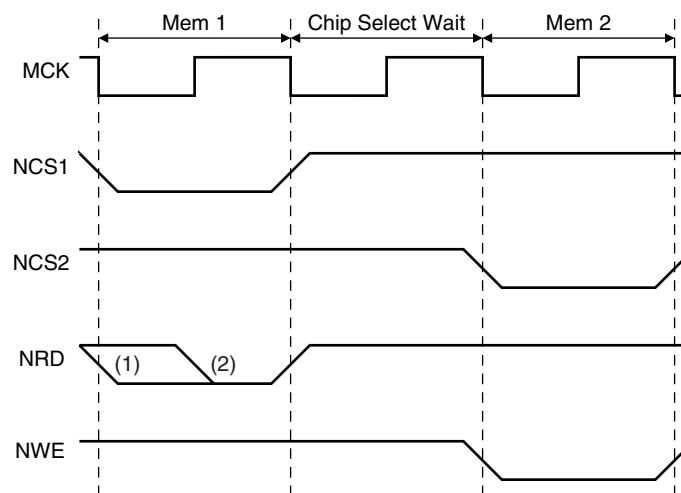 Mem 1 Chip Select Wait Mem 2
MCK
NCS1
NCS2
NRD (1) (2)
NWE